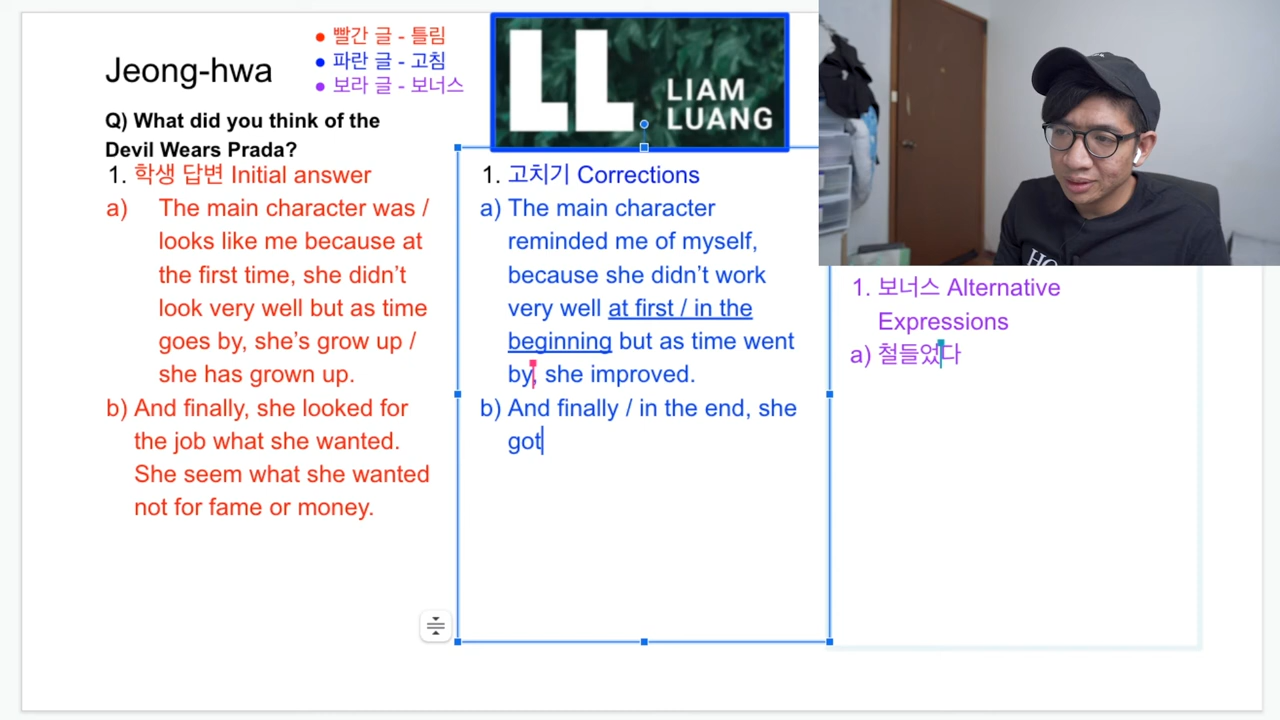 Jeong-hwa
● 빨간 글 - 틀림
● 파란 글 - 고침
● 보라 글 - 보너스
LL.
LIAM
LUANG
Q) What did you think of the
Devil Wears Prada?
1. 학생 답변 Initial answer
a) The main character was /
looks like me because at
the first time, she didn’t
look very well but as time
goes by, she’s grow up /
she has grown up.
b) And finally, she looked for
the job what she wanted.
She seem what she wanted
not for fame or money.
1. 고치기 Corrections
a) The main character
reminded me of myself,
because she didn’t work
very well at first / in the
beginning but as time went
by, she improved.
b) And finally / in the end, she
got
1. 보너스 Alternative
Expressions
a) 철들었다